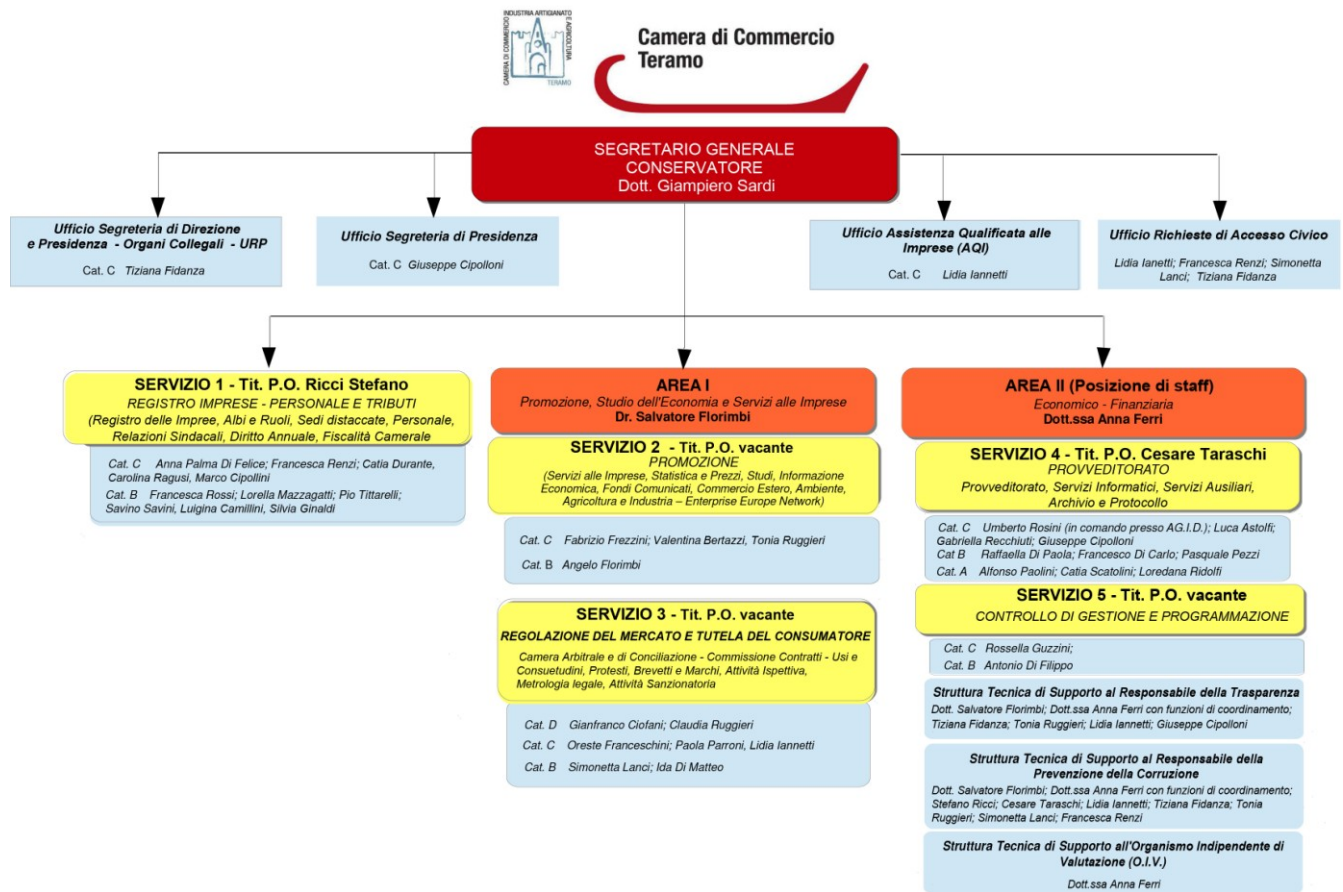 CAMERA DI COMMERCIO
INDUSTRIA ARTIGIANATO
E AGRICOLTURA
TERAMO
Camera di Commercio
Teramo
SEGRETARIO GENERALE
CONSERVATORE
Dott. Giampiero Sardi
Ufficio Segreteria di Direzione
e Presidenza - Organi Collegali - URP
Cat. C Tiziana Fidanza
Ufficio Segreteria di Presidenza
Cat. C Giuseppe Cipolloni
Ufficio Assistenza Qualificata alle
Imprese (AQI)
Cat. C Lidia Iannetti
Ufficio Richieste di Accesso Civico
Lidia Ianetti; Francesca Renzi; Simonetta
Lanci; Tiziana Fidanza
SERVIZIO 1 - Tit. P.O. Ricci Stefano
REGISTRO IMPRESE - PERSONALE E TRIBUTI
(Registro delle Impree, Albi e Ruoli, Sedi distaccate, Personale,
Relazioni Sindacali, Diritto Annuale, Fiscalità Camerale
Cat. C Anna Palma Di Felice; Francesca Renzi; Catia Durante,
Carolina Ragusi, Marco Cipollini
Cat. B Francesca Rossi; Lorella Mazzagatti; Pio Tittarelli;
Savino Savini, Luigina Camillini, Silvia Ginaldi
AREA I
Promozione, Studio dell'Economia e Servizi alle Imprese
Dr. Salvatore Florimbi
SERVIZIO 2 - Tit. P.O. vacante
PROMOZIONE
(Servizi alle Imprese, Statistica e Prezzi, Studi, Informazione
Economica, Fondi Comunicati, Commercio Estero, Ambiente,
Agricoltura e Industria – Enterprise Europe Network)
Cat. C Fabrizio Frezzini; Valentina Bertazzi, Tonia Ruggieri
Cat. B Angelo Florimbi
SERVIZIO 3 - Tit. P.O. vacante
REGOLAZIONE DEL MERCATO E TUTELA DEL CONSUMATORE
Camera Arbitrale e di Conciliazione - Commissione Contratti - Usi e
Consuetudini, Protesti, Brevetti e Marchi, Attività Ispettiva,
Metrologia legale, Attività Sanzionatoria
Cat. D Gianfranco Ciofani; Claudia Ruggieri
Cat. C Oreste Franceschini; Paola Parroni, Lidia Iannetti
Cat. B Simonetta Lanci; Ida Di Matteo
AREA II (Posizione di staff)
Economico - Finanziaria
Dott.ssa Anna Ferri
SERVIZIO 4 - Tit. P.O. Cesare Taraschi
PROVVEDITORATO
Provveditorato, Servizi Informatici, Servizi Ausiliari,
Archivio e Protocollo
Cat. C Umberto Rosini (in comando presso AG.I.D.); Luca Astolfi;
Gabriella Recchiuti; Giuseppe Cipolloni
Cat B Raffaella Di Paola; Francesco Di Carlo; Pasquale Pezzi
Cat. A Alfonso Paolini; Catia Scatolini; Loredana Ridolfi
SERVIZIO 5 - Tit. P.O. vacante
CONTROLLO DI GESTIONE E PROGRAMMAZIONE
Cat. C Rossella Guzzini;
Cat. B Antonio Di Filippo
Struttura Tecnica di Supporto al Responsabile della Trasparenza
Dott. Salvatore Florimbi; Dott.ssa Anna Ferri con funzioni di coordinamento;
Tiziana Fidanza; Tonia Ruggieri; Lidia Iannetti; Giuseppe Cipolloni
Struttura Tecnica di Supporto al Responsabile della
Prevenzione della Corruzione
Dott. Salvatore Florimbi; Dott.ssa Anna Ferri con funzioni di coordinamento;
Stefano Ricci; Cesare Taraschi; Lidia Iannetti; Tiziana Fidanza; Tonia
Ruggieri; Simonetta Lanci; Francesca Renzi
Struttura Tecnica di Supporto all'Organismo Indipendente di
Valutazione (O.I.V.)
Dott.ssa Anna Ferri